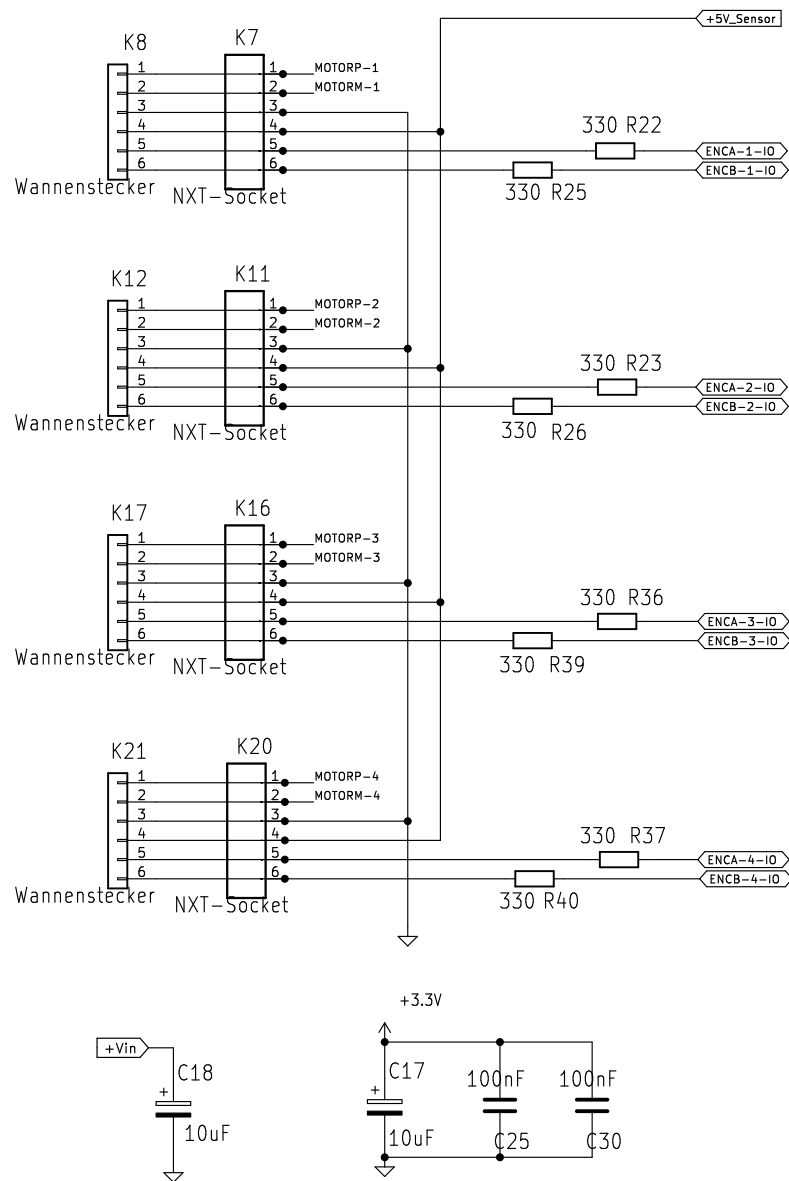 +5V_Sensor
K8 K7
1 1 MOTORP-1
2 2 MOTORM-1
3 3
4 4
330 R22
5 5 ENCA-1-IO
6 6 ENCB-1-IO
Wannenstecker NXT-Socket 330 R25
K12 K11
1 1 MOTORP-2
2 2 MOTORM-2
3 3
4 4
330 R23
5 5 ENCA-2-IO
6 6 ENCB-2-IO
Wannenstecker NXT-Socket 330 R26
K17 K16
1 1 MOTORP-3
2 2 MOTORM-3
3 3
4 4
330 R36
5 5 ENCA-3-IO
6 6 ENCB-3-IO
Wannenstecker NXT-Socket 330 R39
K21 K20
1 1 MOTORP-4
2 2 MOTORM-4
3 3
4 4
330 R37
5 5 ENCA-4-IO
6 6 ENCB-4-IO
Wannenstecker NXT-Socket 330 R40
+3.3V
+Vin
C18 C17 100nF 100nF
+ +
10uF 10uF C25 C30